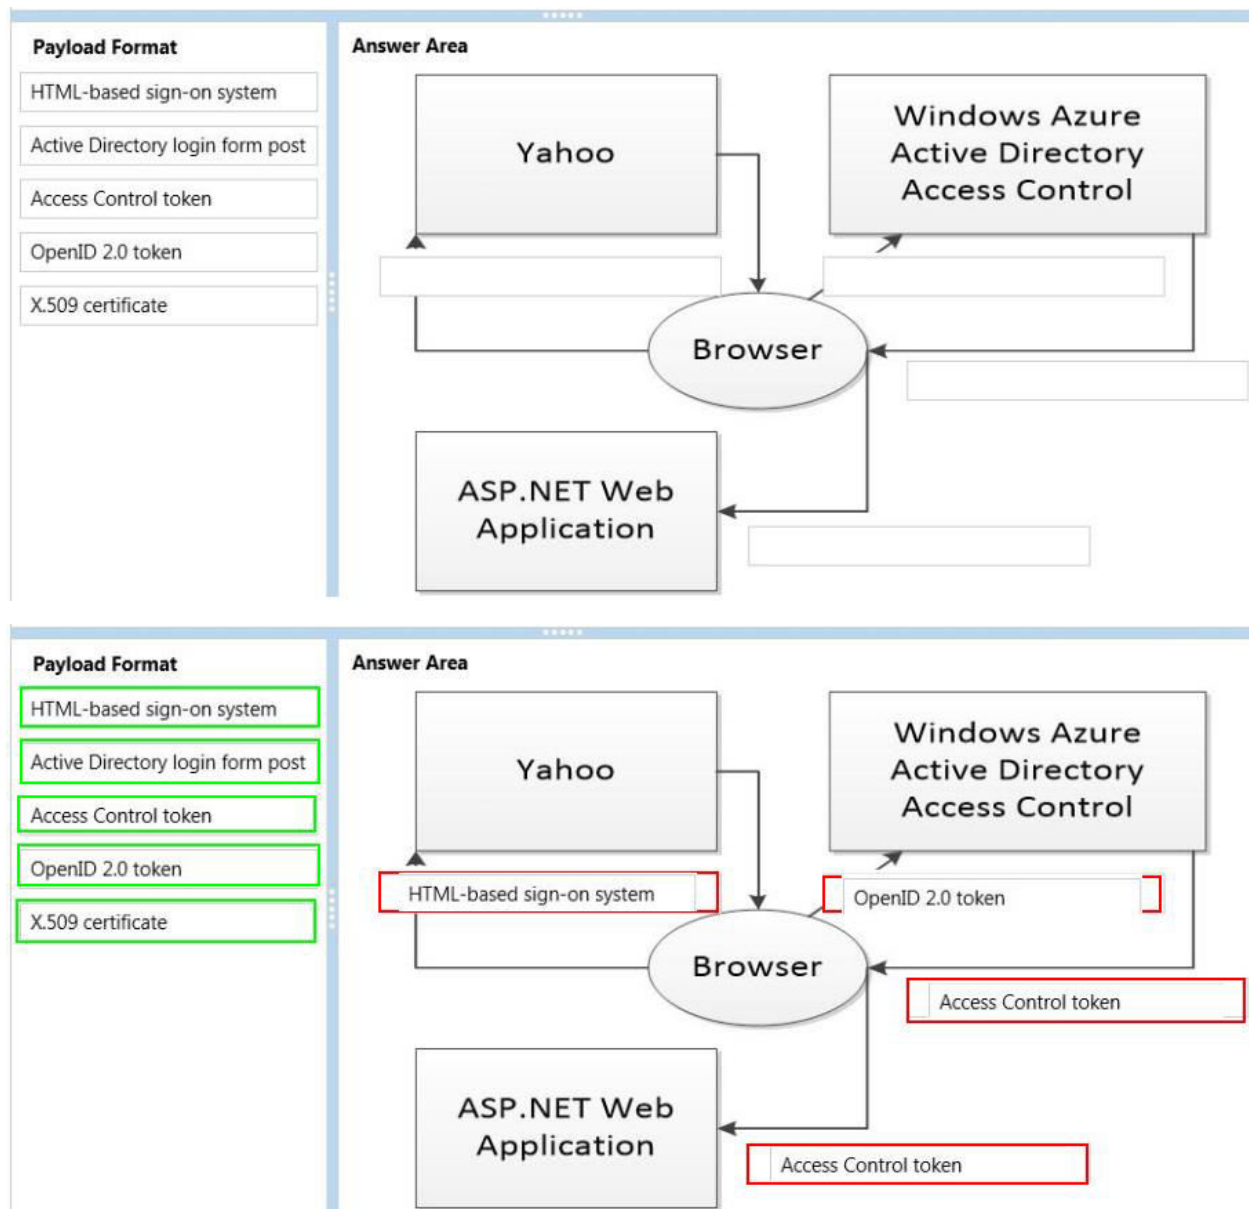 Payload Format
HTML-based sign-on system
Active Directory login form post
Access Control token
OpenID 2.0 token
X.509 certificate
Answer Area
Yahoo
Windows Azure
Active Directory
Access Control
Browser
ASP.NET Web
Application
Payload Format
HTML-based sign-on system
Active Directory login form post
Access Control token
OpenID 2.0 token
X.509 certificate
Answer Area
Yahoo
Windows Azure
Active Directory
Access Control
HTML-based sign-on system
OpenID 2.0 token
Browser
Access Control token
ASP.NET Web
Application
Access Control token